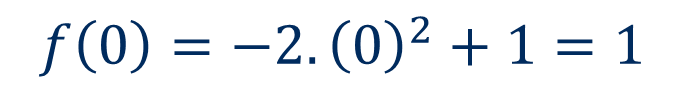 f(0) = −2. (0)² + 1 = 1